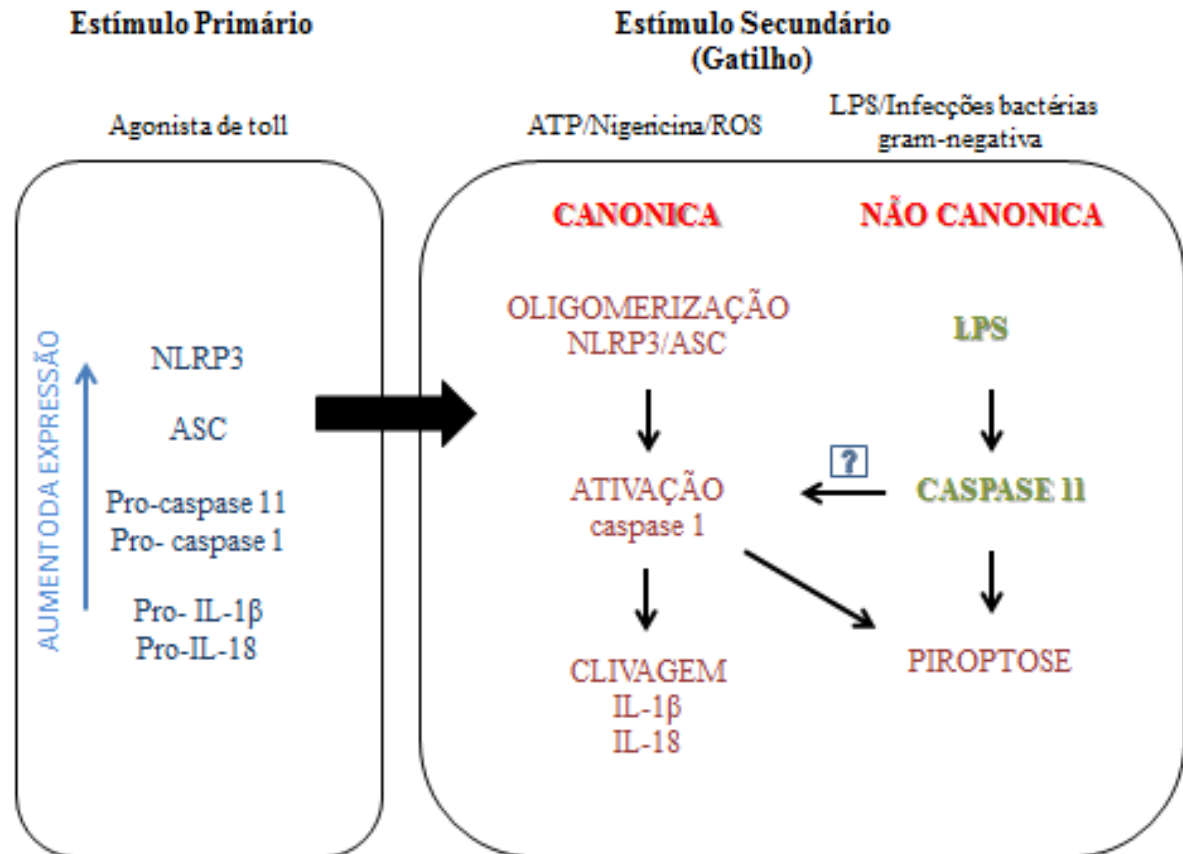 Estímulo Primário
Agonista de toll
AUMENTO DA EXPRESSÃO
NLRP3
ASC
Pro-caspase 11
Pro- caspase 1
Pro- IL-1β
Pro-IL-18
Estímulo Secundário
(Gatilho)
ATP/Nigericina/ROS
LPS/Infecções bactérias
gram-negativa
CANONICA
OLIGOMERIZAÇÃO
NLRP3/ASC
ATIVAÇÃO
caspase 1
CLIVAGEM
IL-1β
IL-18
NÃO CANONICA
LPS
?
CASPASE 11
PIROPTOSE